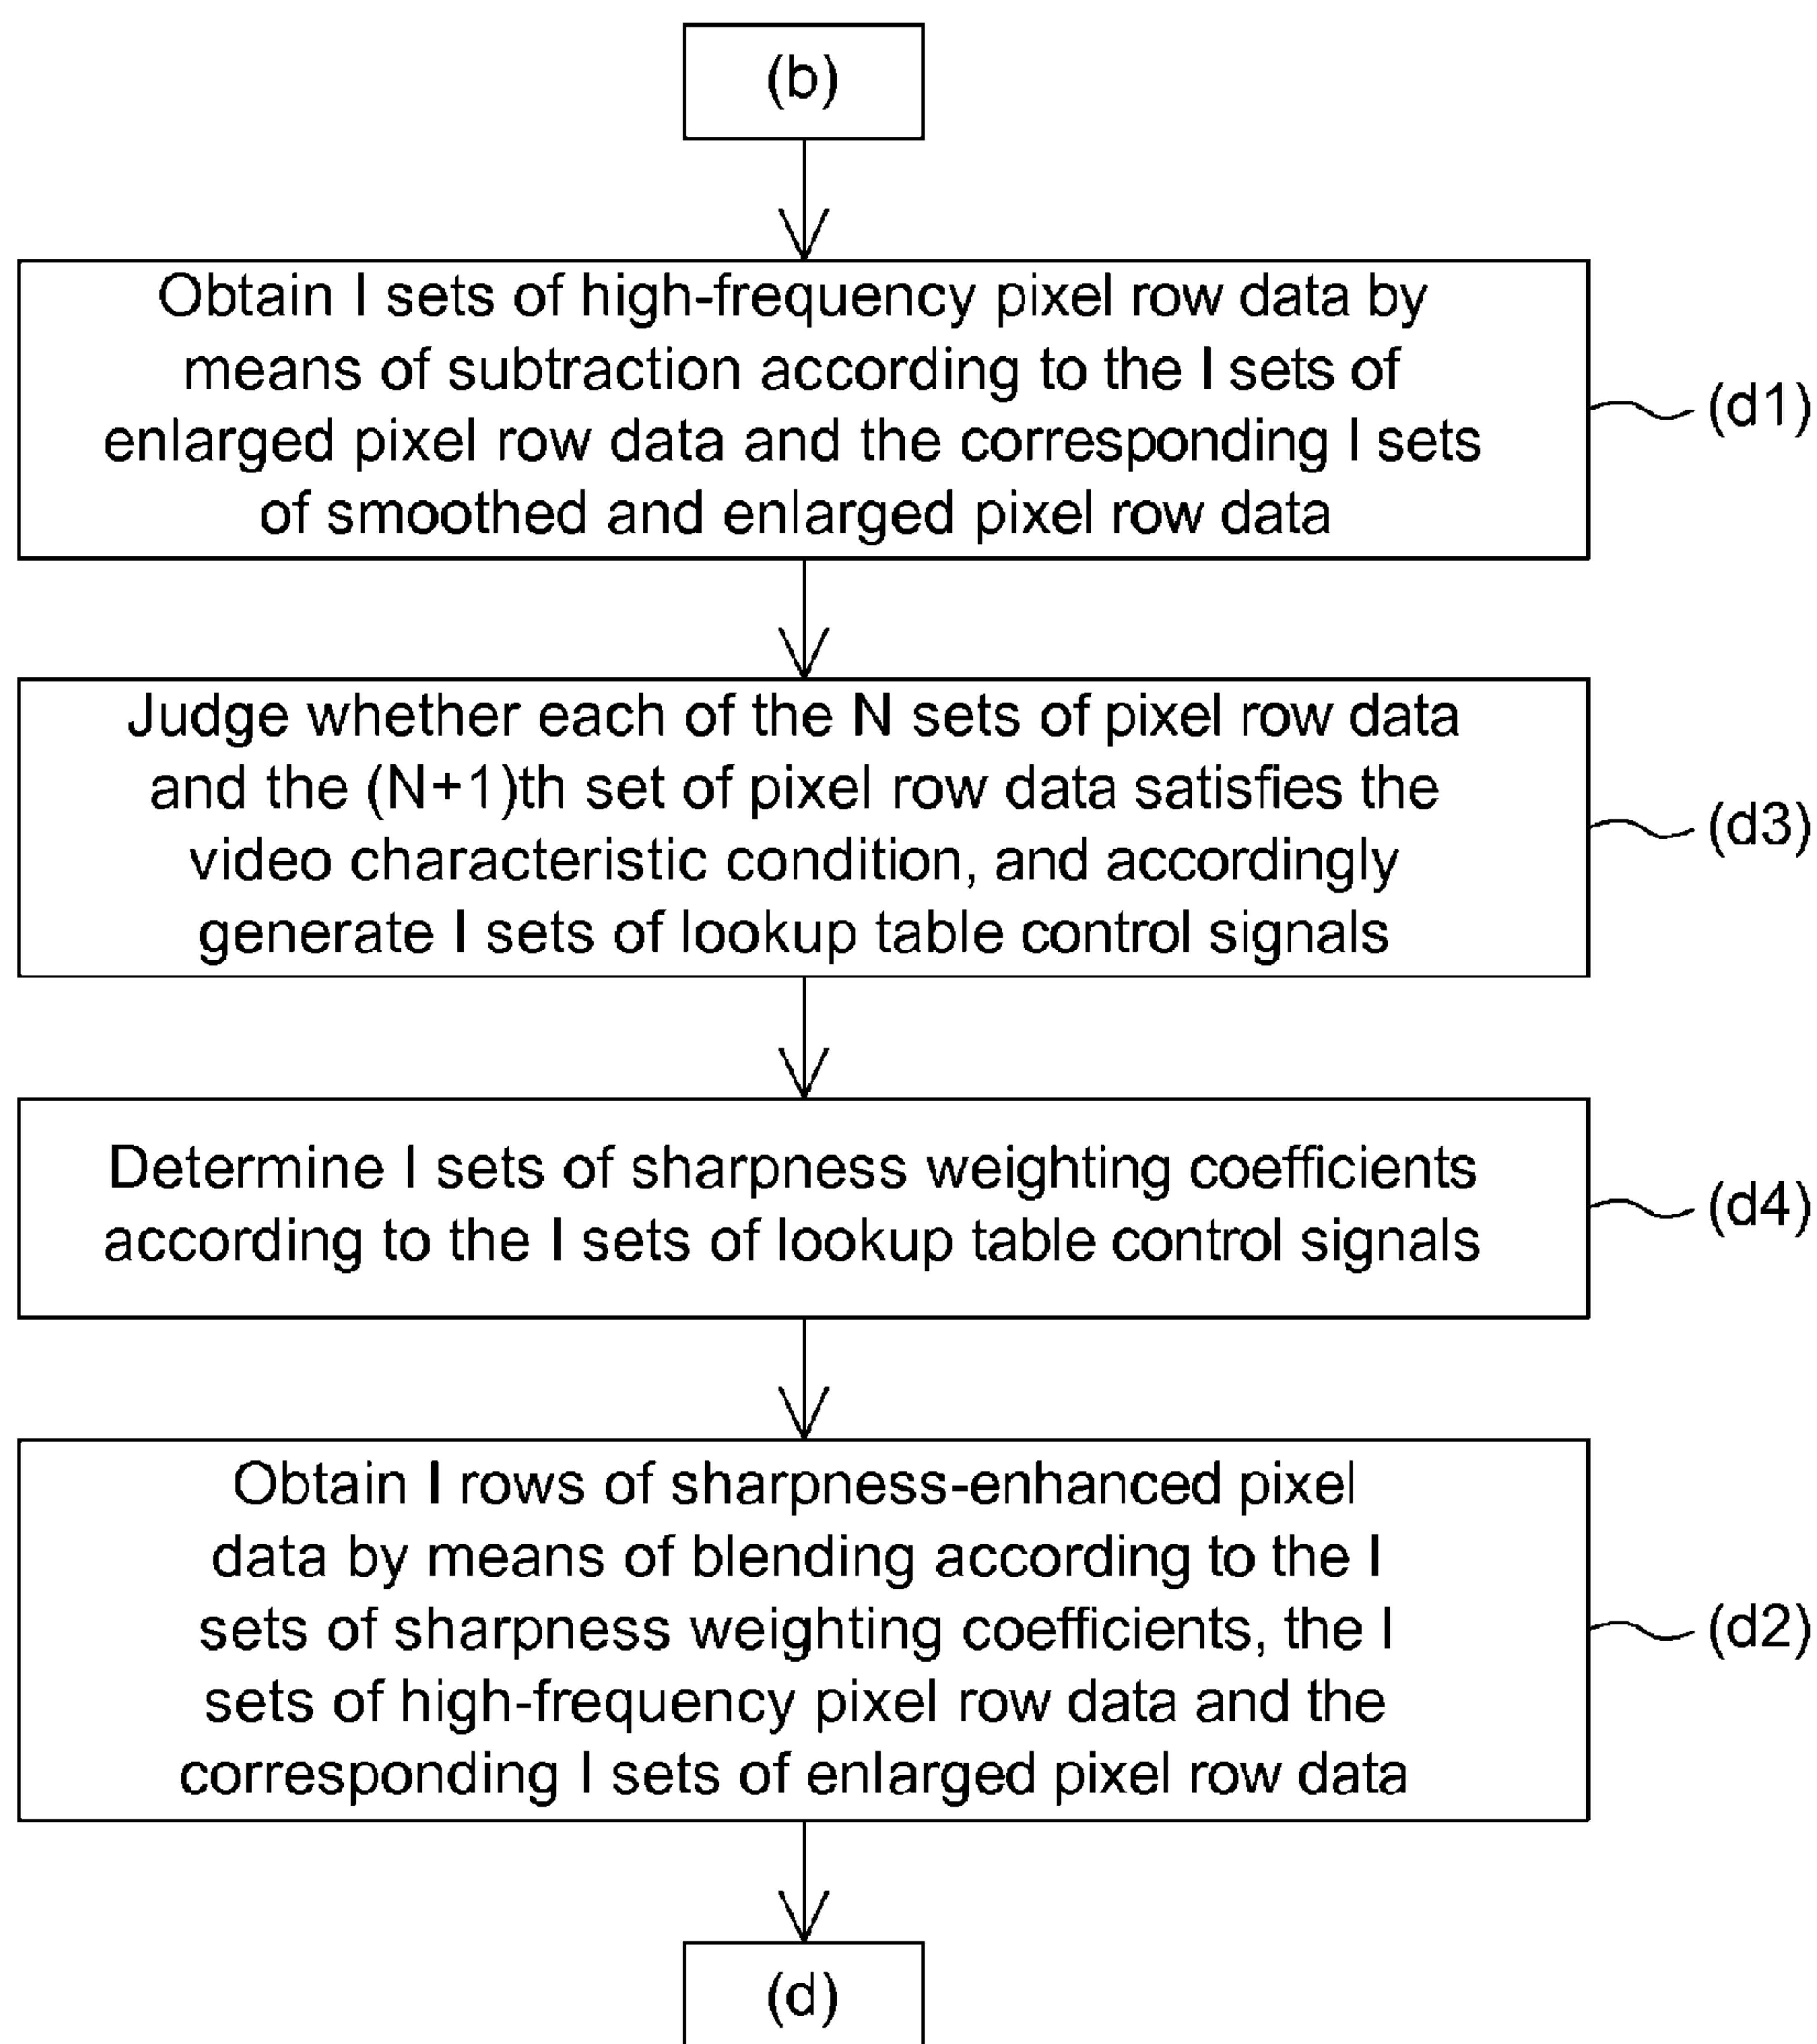 (b)
Obtain I sets of high-frequency pixel row data by
means of subtraction according to the I sets of
enlarged pixel row data and the corresponding I sets
of smoothed and enlarged pixel row data
(d1)
Judge whether each of the N sets of pixel row data
and the (N+1)th set of pixel row data satisfies the
video characteristic condition, and accordingly
generate I sets of lookup table control signals
(d3)
Determine I sets of sharpness weighting coefficients
according to the I sets of lookup table control signals
(d4)
Obtain I rows of sharpness-enhanced pixel
data by means of blending according to the I
sets of sharpness weighting coefficients, the I
sets of high-frequency pixel row data and the
corresponding I sets of enlarged pixel row data
(d2)
(d)